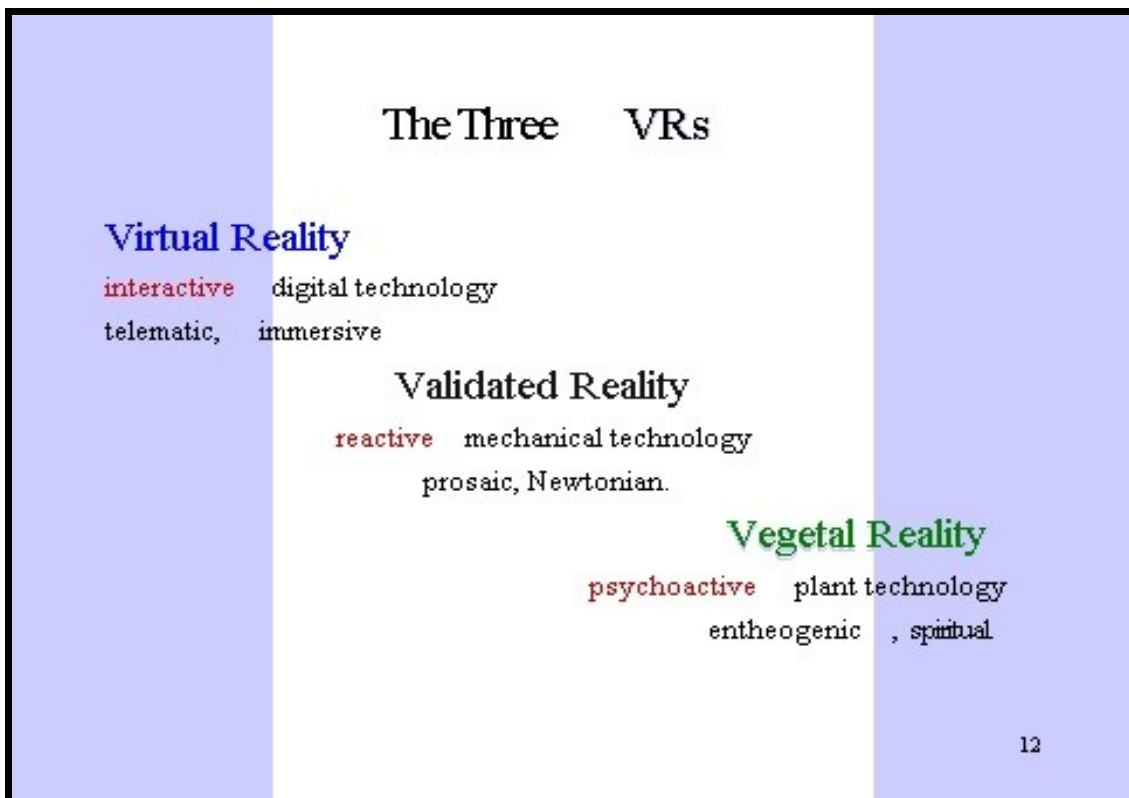 The Three VRs
Virtual Reality
interactive digital technology
telematic, immersive
Validated Reality
reactive mechanical technology
prosaic, Newtonian.
Vegetal Reality
psychoactive plant technology
entheogenic , spiritual
12